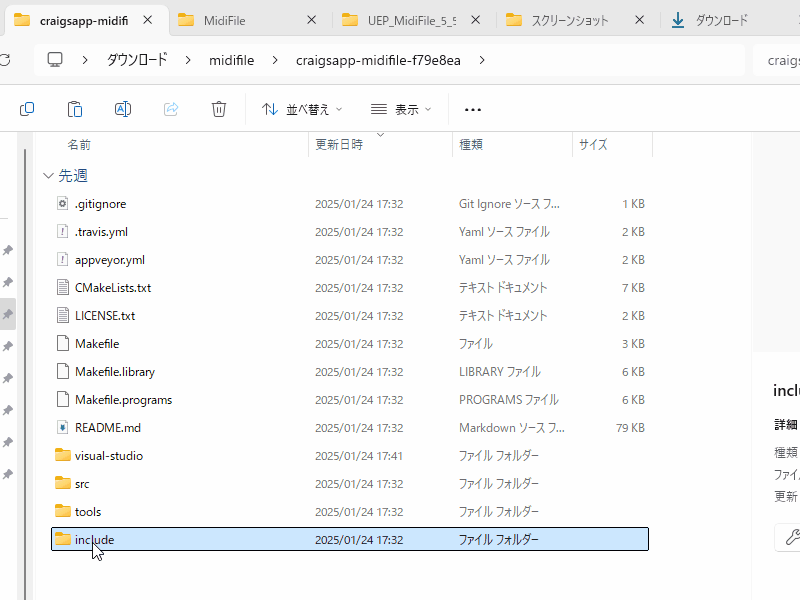 craigsapp-midifi
MidiFile
UEP_MidiFile_5_5
スクリーンショット
ダウンロード
ダウンロード > midifile > craigsapp-midifile-f79e8ea >
craigs
並べ替え
表示
名前 更新日時 種類 サイズ
先週
.gitignore 2025/01/24 17:32 Git Ignore ソース フ... 1 KB
.travis.yml 2025/01/24 17:32 Yaml ソース ファイル 2 KB
appveyor.yml 2025/01/24 17:32 Yaml ソース ファイル 2 KB
CMakeLists.txt 2025/01/24 17:32 テキスト ドキュメント 7 KB
LICENSE.txt 2025/01/24 17:32 テキスト ドキュメント 2 KB
Makefile 2025/01/24 17:32 ファイル 3 KB
Makefile.library 2025/01/24 17:32 LIBRARY ファイル 6 KB
Makefile.programs 2025/01/24 17:32 PROGRAMS ファイル 6 KB
README.md 2025/01/24 17:32 Markdown ソース フ... 79 KB
visual-studio 2025/01/24 17:41 ファイル フォルダー
src 2025/01/24 17:32 ファイル フォルダー
tools 2025/01/24 17:32 ファイル フォルダー
include 2025/01/24 17:32 ファイル フォルダー
inclu
詳細
種類
ファイ
更新